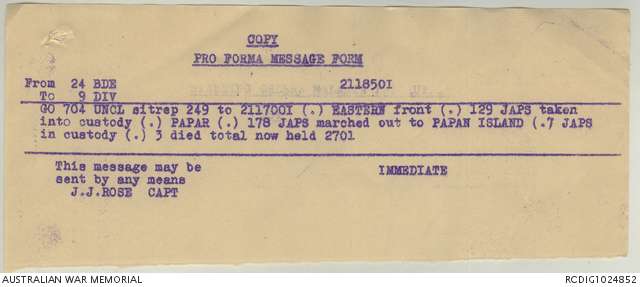 COPY
PRO FORMA MESSAGE FORM
From 24 BDE 211850I
To 9 DIV
GO 704 UNCL sitrep 249 to 211700I (.) EASTERN front (.) 129 JAPS taken
into custody (.) PAPAR (.) 178 JAPS marched out to PAPAN ISLAND (.7 JAPS
in custody (.) 3 died total now held 2701
This message may be IMMEDIATE
sent by any means
J.J.ROSE CAPT
AUSTRALIAN WAR MEMORIAL RCDIG1024852